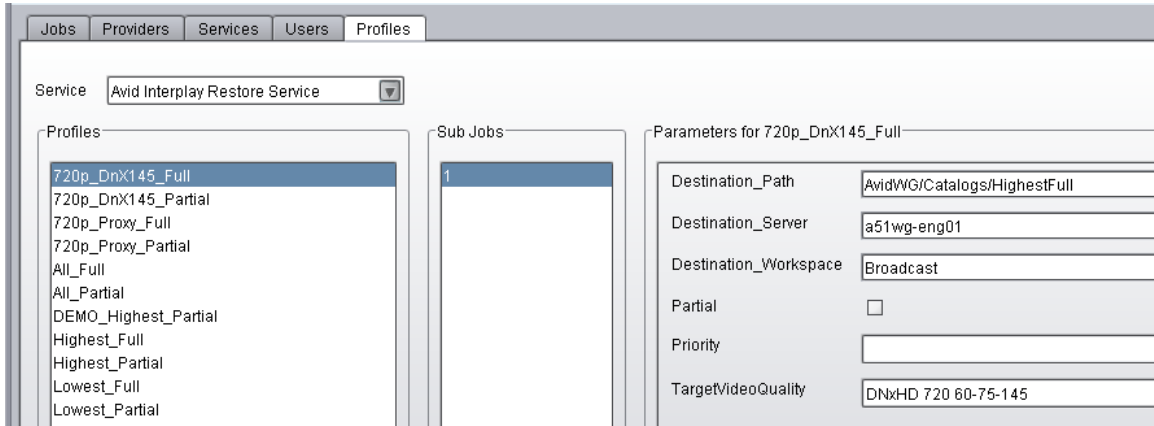 Jobs Providers Services Users Profiles
Service Avid Interplay Restore Service
Profiles
720p_DnX145_Full
720p_DnX145_Partial
720p_Proxy_Full
720p_Proxy_Partial
All_Full
All_Partial
DEMO_Highest_Partial
Highest_Full
Highest_Partial
Lowest_Full
Lowest_Partial
Sub Jobs
1
Parameters for 720p_DnX145_Full
Destination_Path AvidWG/Catalogs/HighestFull
Destination_Server a51wg-eng01
Destination_Workspace Broadcast
Partial
Priority
TargetVideoQuality DNxHD 720 60-75-145